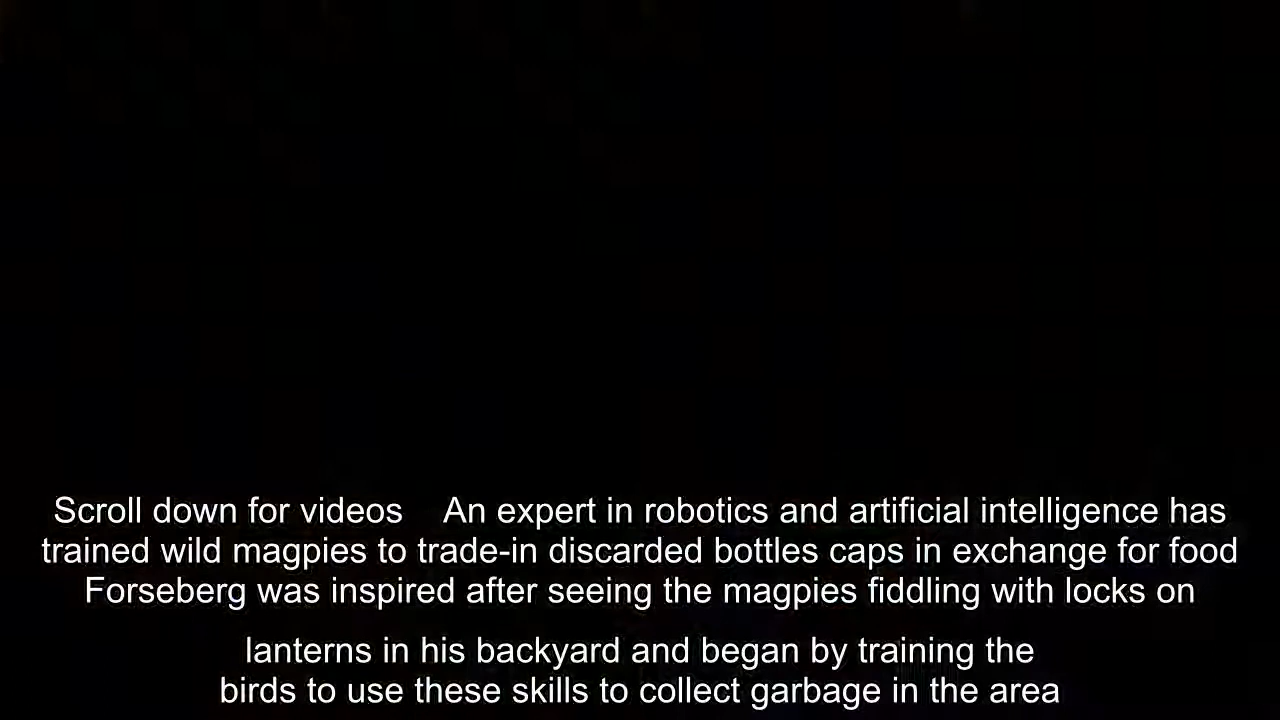 Scroll down for videos    An expert in robotics and artificial intelligence has
trained wild magpies to trade-in discarded bottles caps in exchange for food
Forseberg was inspired after seeing the magpies fiddling with locks on
lanterns in his backyard and began by training the
birds to use these skills to collect garbage in the area